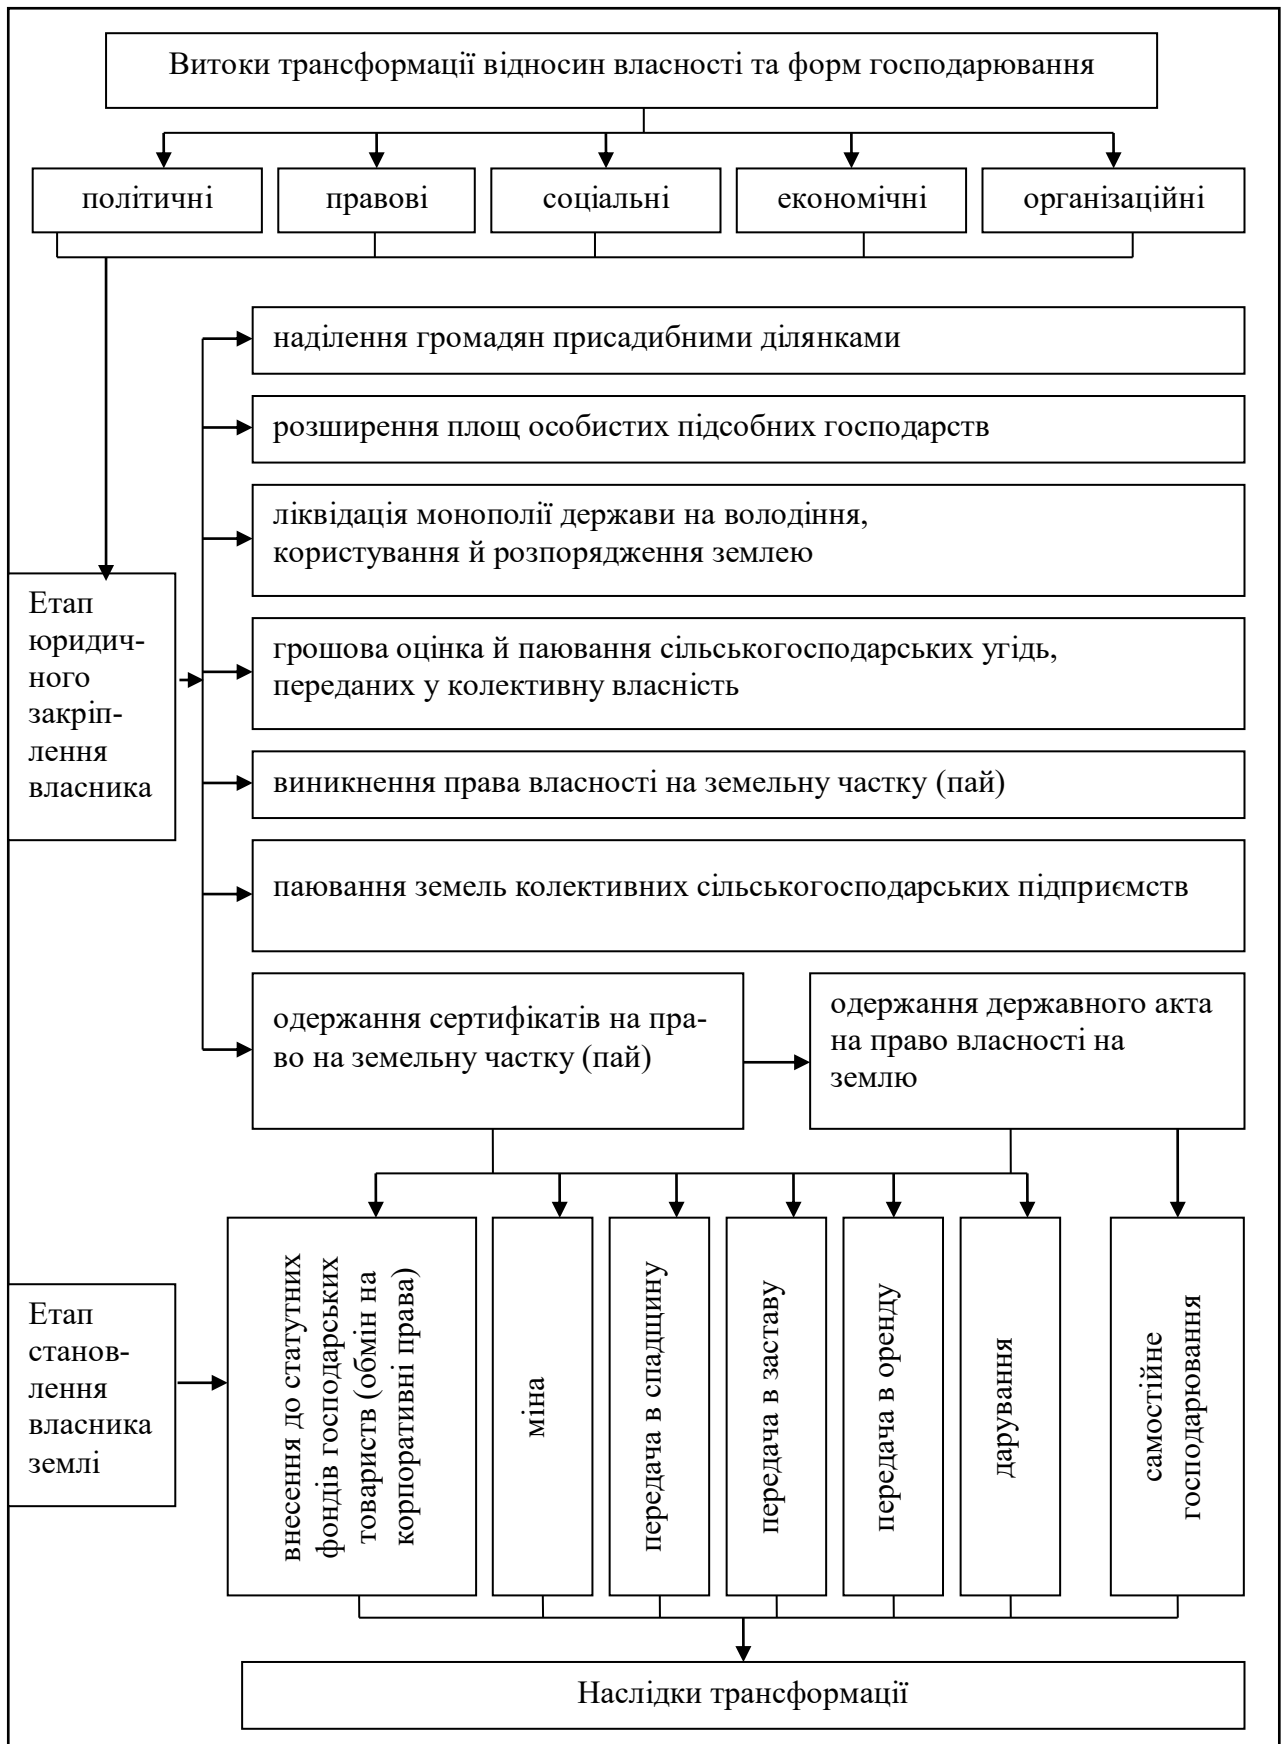 Витоки трансформації відносин власності та форм господарювання
політичні
правові
соціальні
економічні
організаційні
наділення громадян присадибними ділянками
розширення площ особистих підсобних господарств
ліквідація монополії держави на володіння,
користування й розпорядження землею
Етап
юридич-
ного
закріп-
лення
власника
грошова оцінка й паювання сільськогосподарських угідь,
переданих у колективну власність
виникнення права власності на земельну частку (пай)
паювання земель колективних сільськогосподарських підприємств
одержання сертифікатів на пра-
во на земельну частку (пай)
одержання державного акта
на право власності на
землю
Етап
станов-
лення
власника
землі
внесення до статутних
фондів господарських
товариств (обмін на
корпоративні права)
міна
передача в спадщину
передача в заставу
передача в оренду
дарування
самостійне
господарювання
Наслідки трансформації